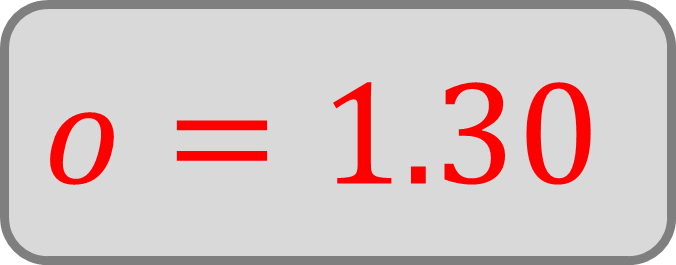 o = 1.30